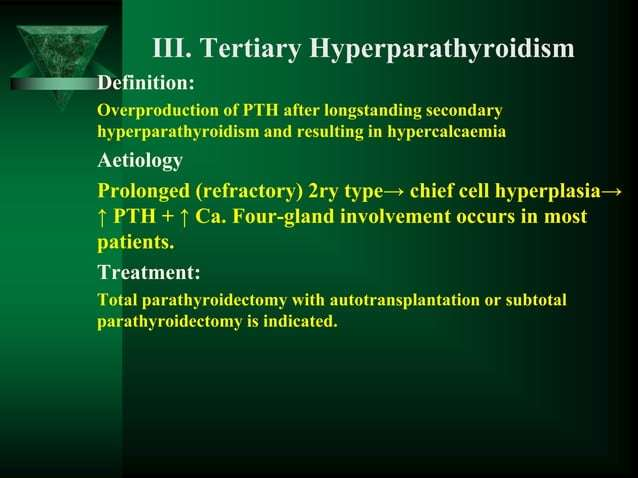 III. Tertiary Hyperparathyroidism
Definition:
Overproduction of PTH after longstanding secondary
hyperparathyroidism and resulting in hypercalcaemia
Aetiology
Prolonged (refractory) 2ry type→ chief cell hyperplasia→
↑ PTH + ↑ Ca. Four-gland involvement occurs in most
patients.
Treatment:
Total parathyroidectomy with autotransplantation or subtotal
parathyroidectomy is indicated.